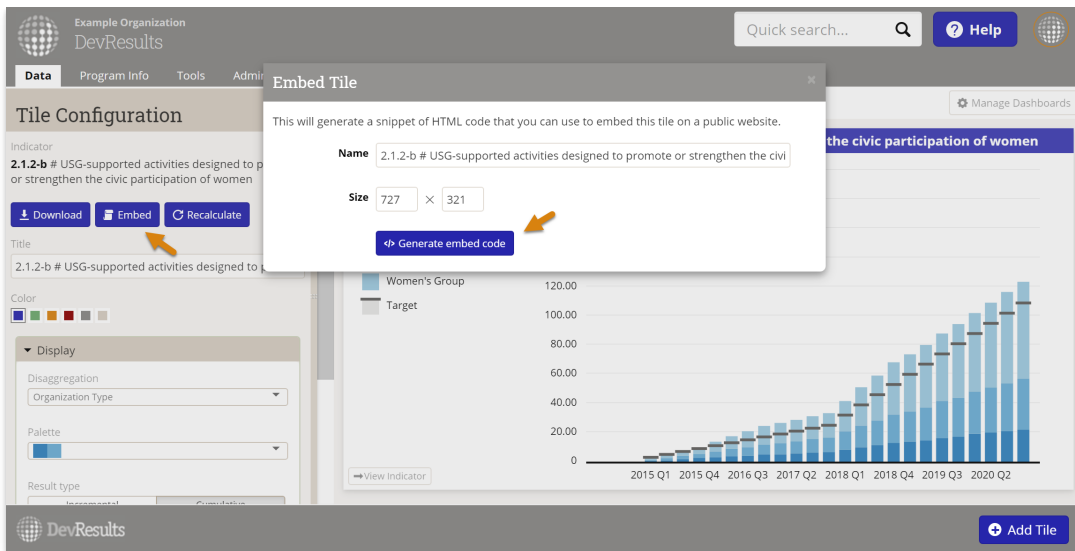 Example Organization
DevResults
Quick search...
Help
Data Program Info Tools Admin
Embed Tile
×
Manage Dashboards
Tile Configuration
This will generate a snippet of HTML code that you can use to embed this tile on a public website.
the civic participation of women
Indicator
2.1.2-b # USG-supported activities designed to p
or strengthen the civic participation of women
Name 2.1.2-b # USG-supported activities designed to promote or strengthen the civi
Size 727 × 321
Download Embed Recalculate
</> Generate embed code
Title
2.1.2-b # USG-supported activities designed to p
Color
Women's Group
Target
120.00
100.00
80.00
60.00
40.00
20.00
0
2015 Q1 2015 Q4 2016 Q3 2017 Q2 2018 Q1 2018 Q4 2019 Q3 2020 Q2
Display
Disaggregation
Organization Type
Palette
Result type
Incremental Cumulative
View Indicator
DevResults
Add Tile